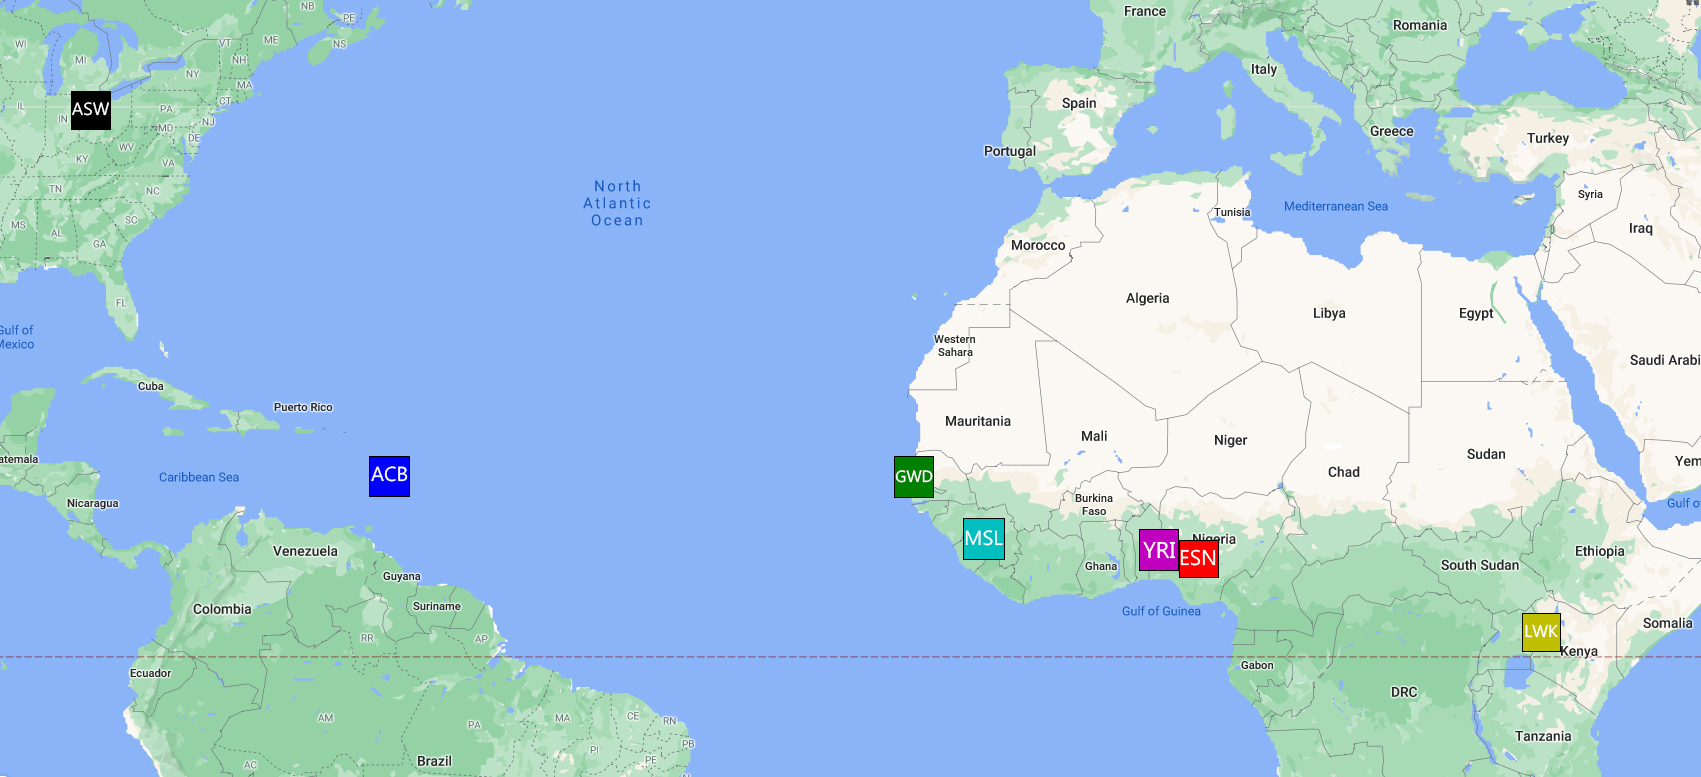 France
Romania
Italy
Spain
Portugal
Greece
Turkey
Syria
Iraq
Tunisia
Mediterranean Sea
Morocco
Algeria
Libya
Egypt
Western
Sahara
Saudi Arabi
Mauritania
Mali
Niger
Chad
Sudan
Yem
Gulf o
Burkina
Faso
Nigeria
Ghana
Ethiopia
South Sudan
Gulf of Guinea
Somalia
Kenya
Gabon
DRC
Tanzania
North
Atlantic
Ocean
NB
PE
NS
ME
WI
MI
VT
NH
NY
MA
CT
IL
IN
PA
NJ
MD
DE
WV
KY
VA
TN
NC
SC
MS
AL
GA
FL
Gulf of
Mexico
Cuba
Puerto Rico
atemala
Caribbean Sea
Nicaragua
Venezuela
Guyana
Suriname
Colombia
RR
AP
Ecuador
AM
PA
MA
CE
RN
PB
PI
PE
AC
Brazil
ASW
ACB
GWD
MSL
YRI
ESN
LWK